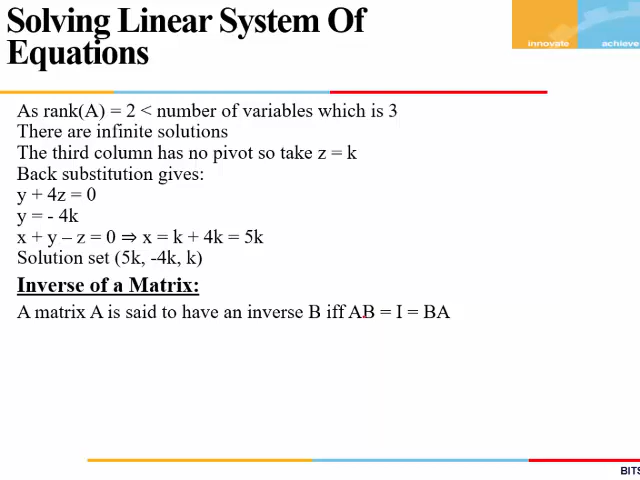 Solving Linear System Of
Equations
innovate achieve
As rank(A) = 2 < number of variables which is 3
There are infinite solutions
The third column has no pivot so take z = k
Back substitution gives:
y + 4z = 0
y = - 4k
x + y – z = 0 ⇒ x = k + 4k = 5k
Solution set (5k, -4k, k)
Inverse of a Matrix:
A matrix A is said to have an inverse B iff AB = I = BA
BITS